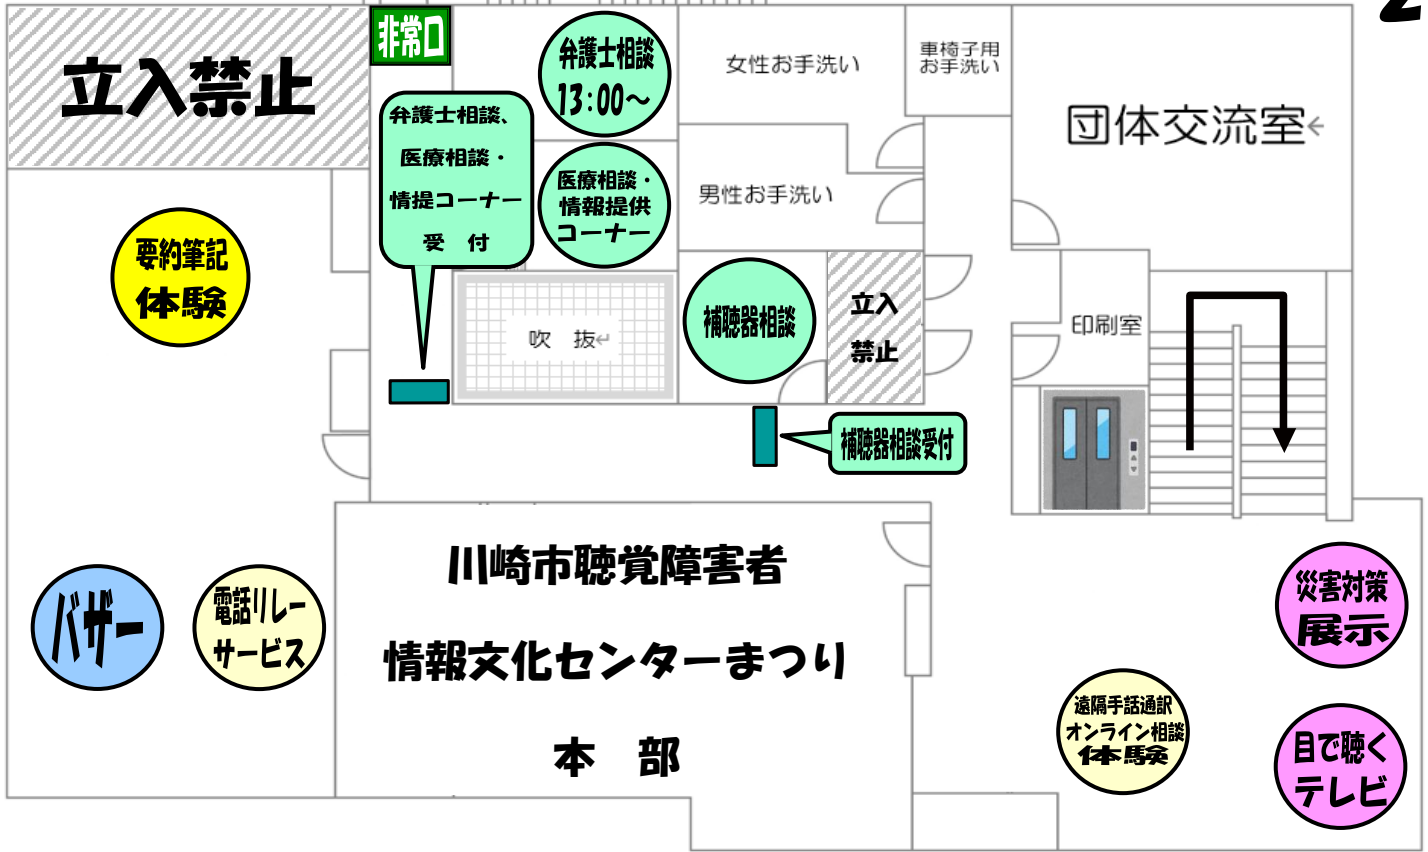 2
立入禁止
非常口
弁護士相談
13:00～
女性お手洗い
車椅子用
お手洗い
団体交流室
弁護士相談、
医療相談・
情提コーナー
受　付
医療相談・
情報提供
コーナー
男性お手洗い
要約筆記
体験
吹　抜
補聴器相談
立入
禁止
印刷室
補聴器相談受付
川崎市聴覚障害者
情報文化センターまつり
本　部
バザー
電話リレー
サービス
災害対策
展示
遠隔手話通訳
オンライン相談
体験
目で聴く
テレビ